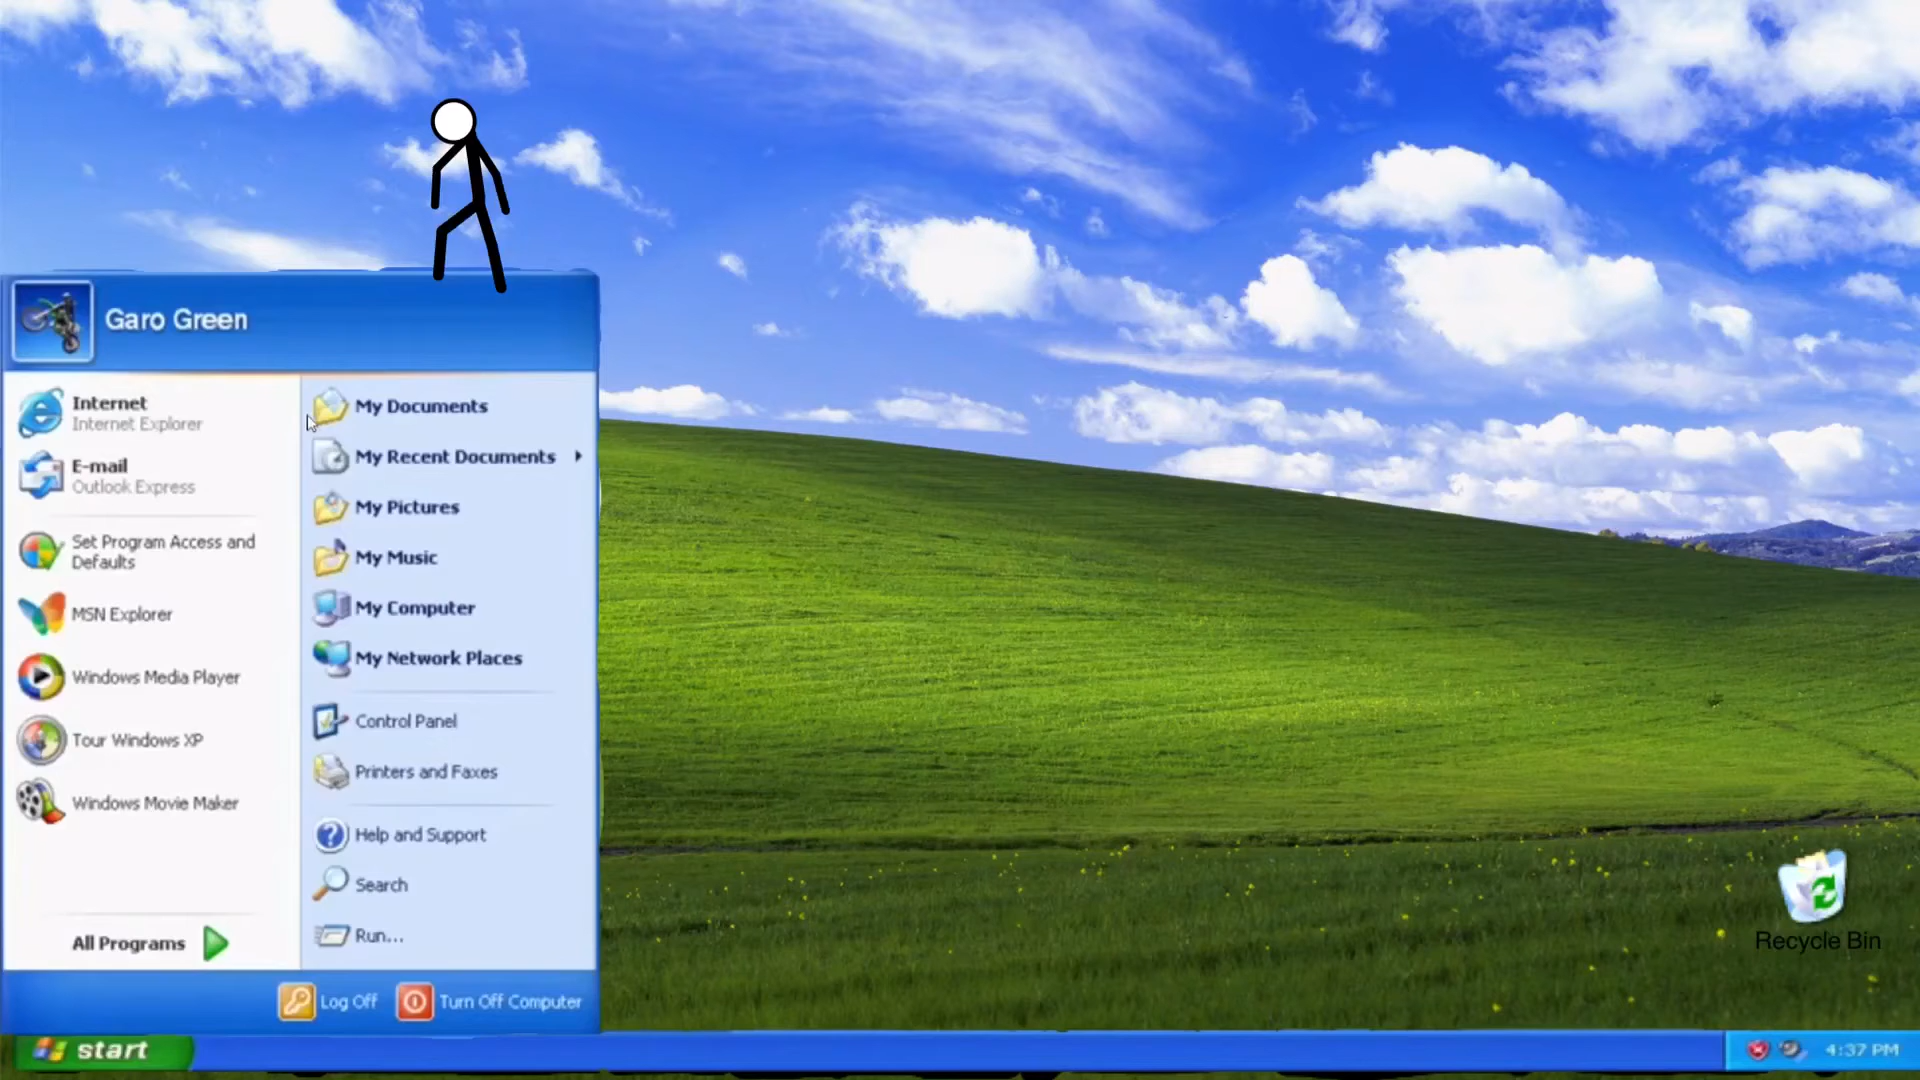 Garo Green
Internet
Internet Explorer
E-mail
Outlook Express
Set Program Access and
Defaults
MSN Explorer
Windows Media Player
Tour Windows XP
Windows Movie Maker
All Programs
My Documents
My Recent Documents
My Pictures
My Music
My Computer
My Network Places
Control Panel
Printers and Faxes
Help and Support
Search
Run...
Log Off
Turn Off Computer
Recycle Bin
start
4:37 PM